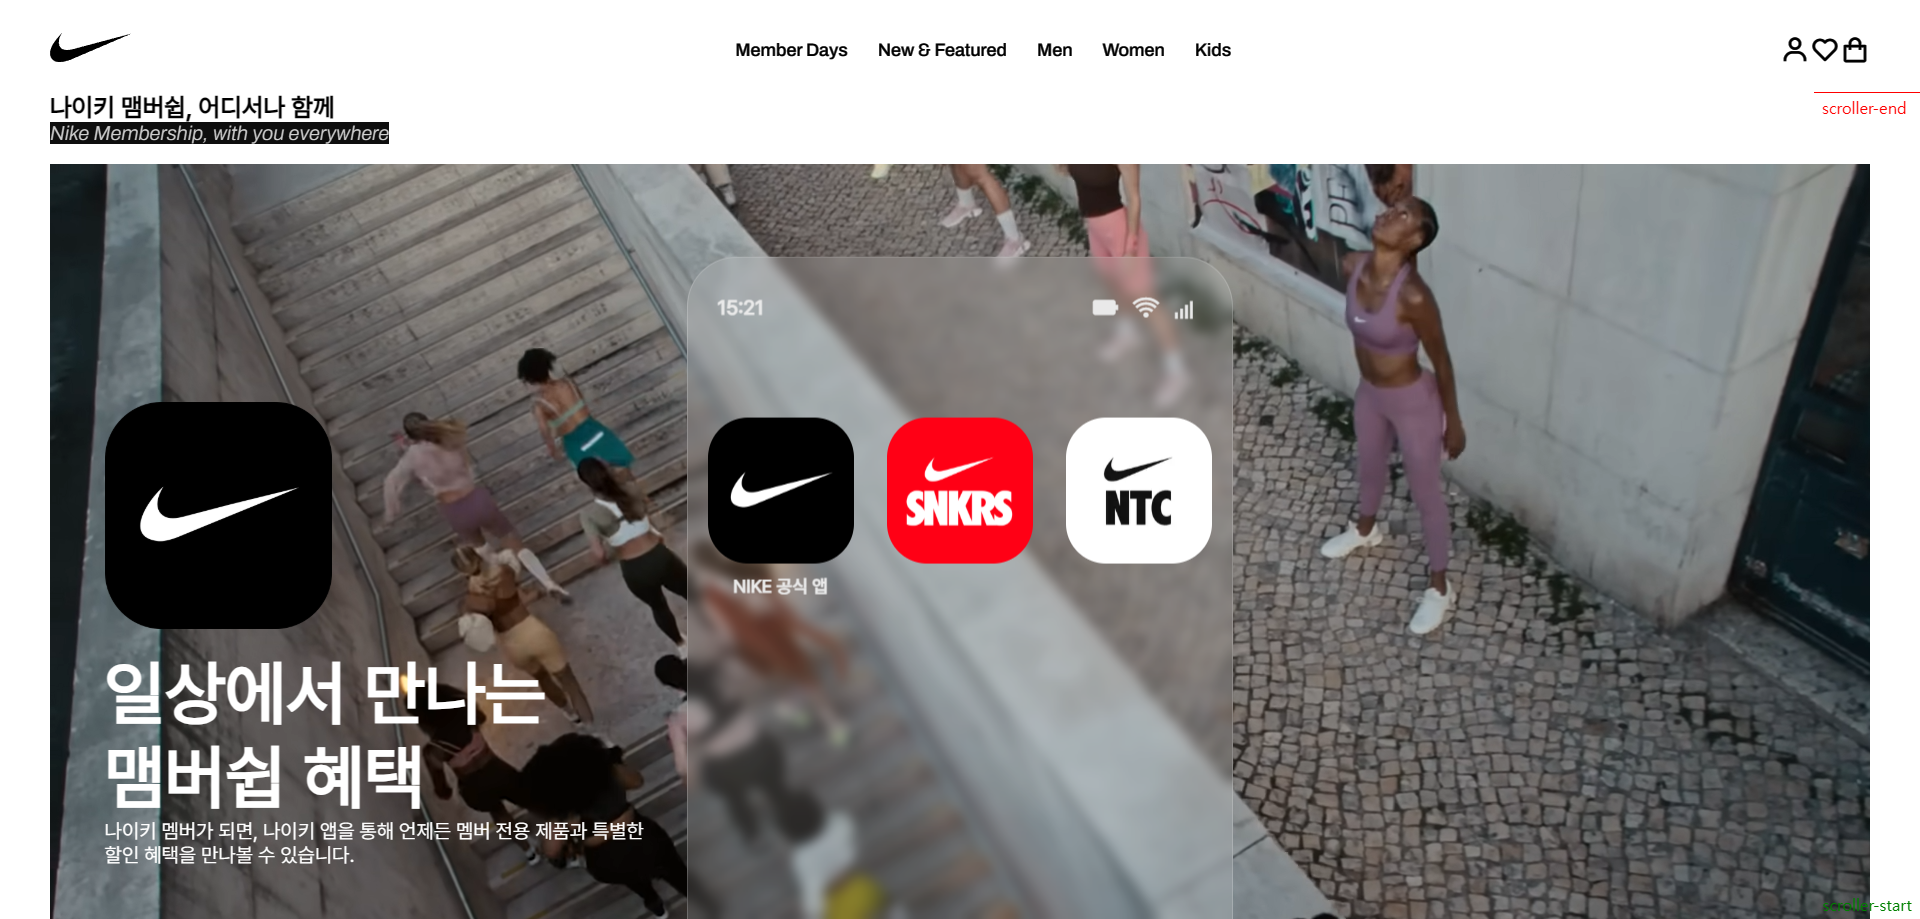 Member Days New & Featured Men Women Kids
나이키 맴버쉽, 어디서나 함께
Nike Membership, with you everywhere
scroller-end
15:21
SNKRS
NTC
NIKE 공식 앱
일상에서 만나는
맴버쉽 혜택
나이키 멤버가 되면, 나이키 앱을 통해 언제든 멤버 전용 제품과 특별한
할인 혜택을 만나볼 수 있습니다.
scroller-start